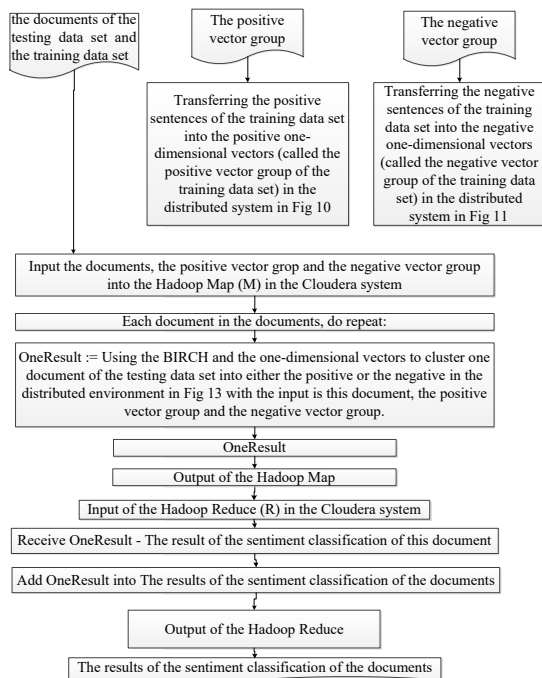 the documents of the
testing data set and
the training data set
The positive
vector group
The negative
vector group
Transferring the positive
sentences of the training data set
into the positive one-
dimensional vectors (called the
positive vector group of the
training data set) in the
distributed system in Fig 10
Transferring the negative
sentences of the training
data set into the negative
one-dimensional vectors
(called the negative vector
group of the training data
set) in the distributed
system in Fig 11
Input the documents, the positive vector grop and the negative vector group
into the Hadoop Map (M) in the Cloudera system
Each document in the documents, do repeat:
OneResult := Using the BIRCH and the one-dimensional vectors to cluster one
document of the testing data set into either the positive or the negative in the
distributed environment in Fig 13 with the input is this document, the positive
vector group and the negative vector group.
OneResult
Output of the Hadoop Map
Input of the Hadoop Reduce (R) in the Cloudera system
Receive OneResult - The result of the sentiment classification of this document
Add OneResult into The results of the sentiment classification of the documents
Output of the Hadoop Reduce
The results of the sentiment classification of the documents